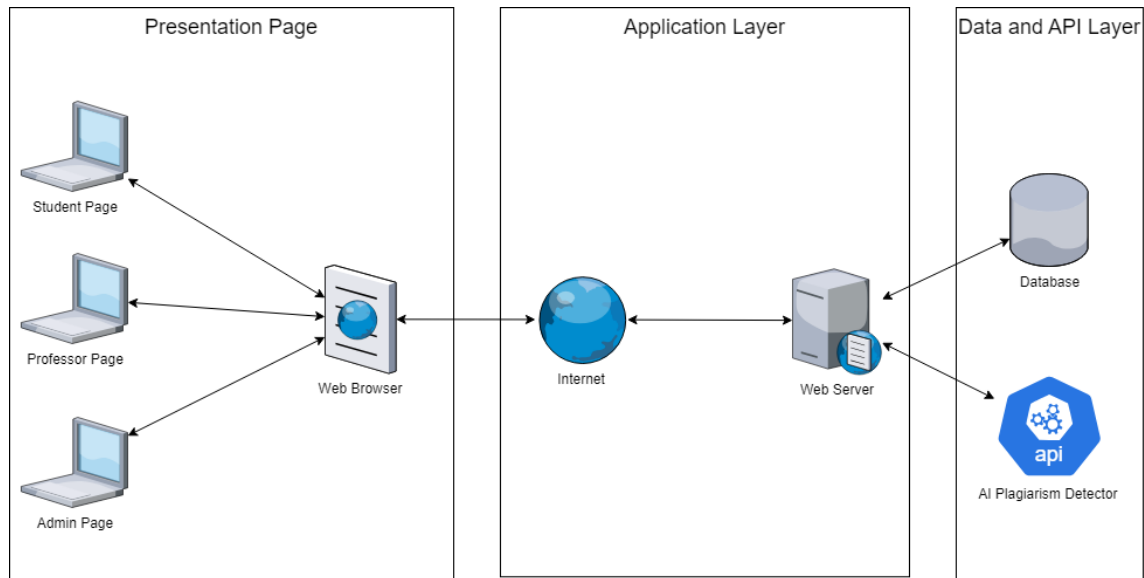 Presentation Page
Student Page
Professor Page
Admin Page
Web Browser
Application Layer
Internet
Web Server
Data and API Layer
Database
api
AI Plagiarism Detector